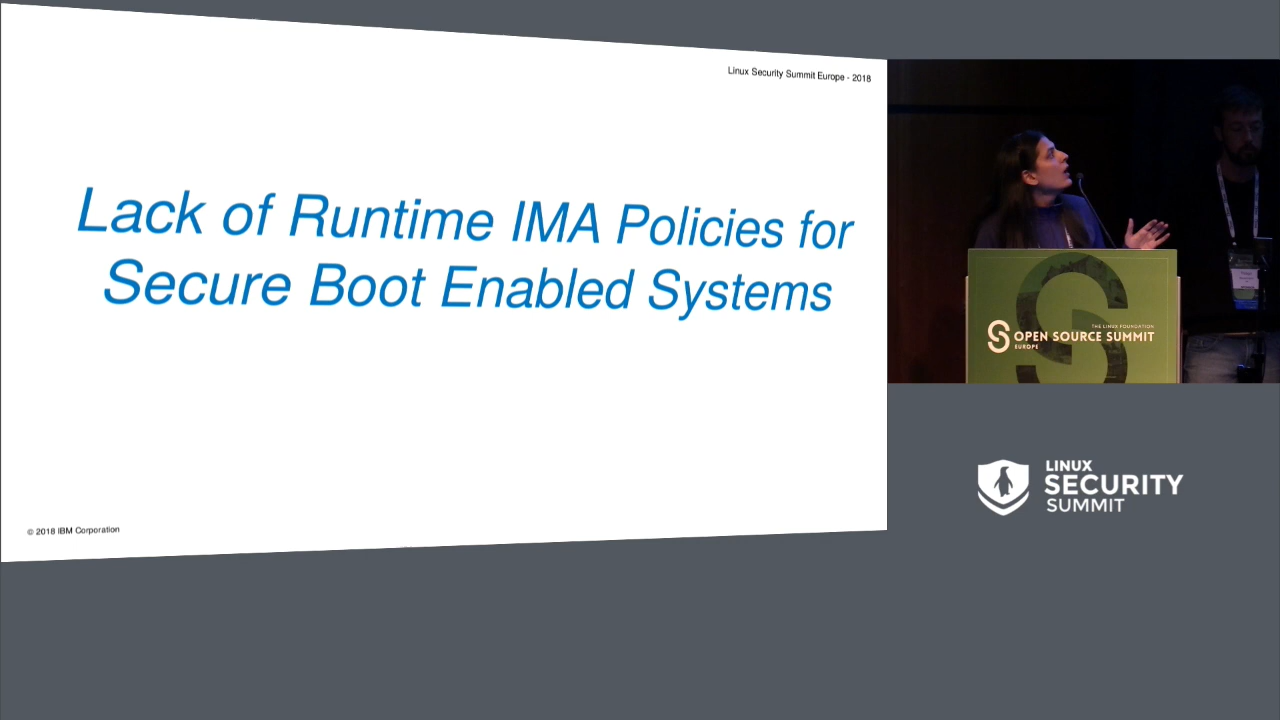 Linux Security Summit Europe - 2018
Lack of Runtime IMA Policies for
Secure Boot Enabled Systems
© 2018 IBM Corporation
THE LINUX FOUNDATION
OPEN SOURCE SUMMIT
EUROPE
LINUX
SECURITY
SUMMIT